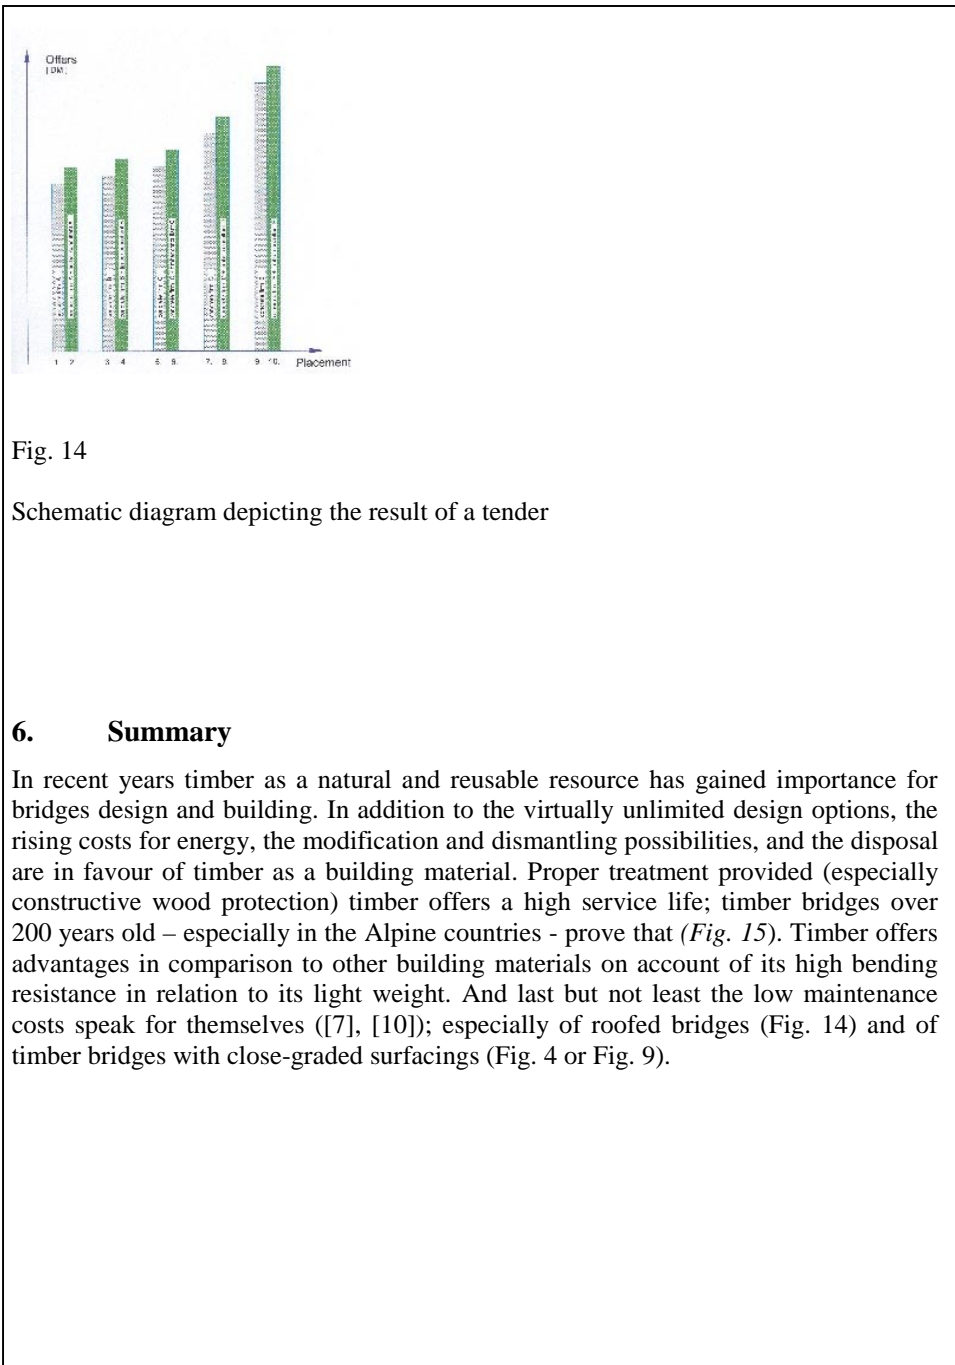 Offers
[DM]
1 2 3 4 5. 6. 7. 8. 9. 10. Placement
Fig. 14
Schematic diagram depicting the result of a tender
6. Summary
In recent years timber as a natural and reusable resource has gained importance for
bridges design and building. In addition to the virtually unlimited design options, the
rising costs for energy, the modification and dismantling possibilities, and the disposal
are in favour of timber as a building material. Proper treatment provided (especially
constructive wood protection) timber offers a high service life; timber bridges over
200 years old – especially in the Alpine countries - prove that (Fig. 15). Timber offers
advantages in comparison to other building materials on account of its high bending
resistance in relation to its light weight. And last but not least the low maintenance
costs speak for themselves ([7], [10]); especially of roofed bridges (Fig. 14) and of
timber bridges with close-graded surfacings (Fig. 4 or Fig. 9).